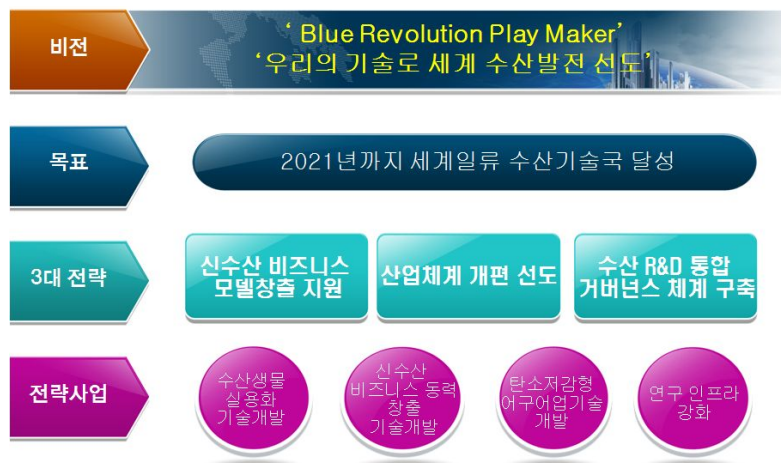 비전
‘ Blue Revolution Play Maker’
‘우리의 기술로 세계 수산발전 선도’
목표
2021년까지 세계일류 수산기술국 달성
3대 전략
신수산 비즈니스
모델창출 지원
산업체계 개편 선도
수산 R&D 통합
거버넌스 체계 구축
전략사업
수산생물
실용화
기술개발
신수산
비즈니스 동력
창출
기술개발
탄소저감형
어구어업기술
개발
연구 인프라
강화